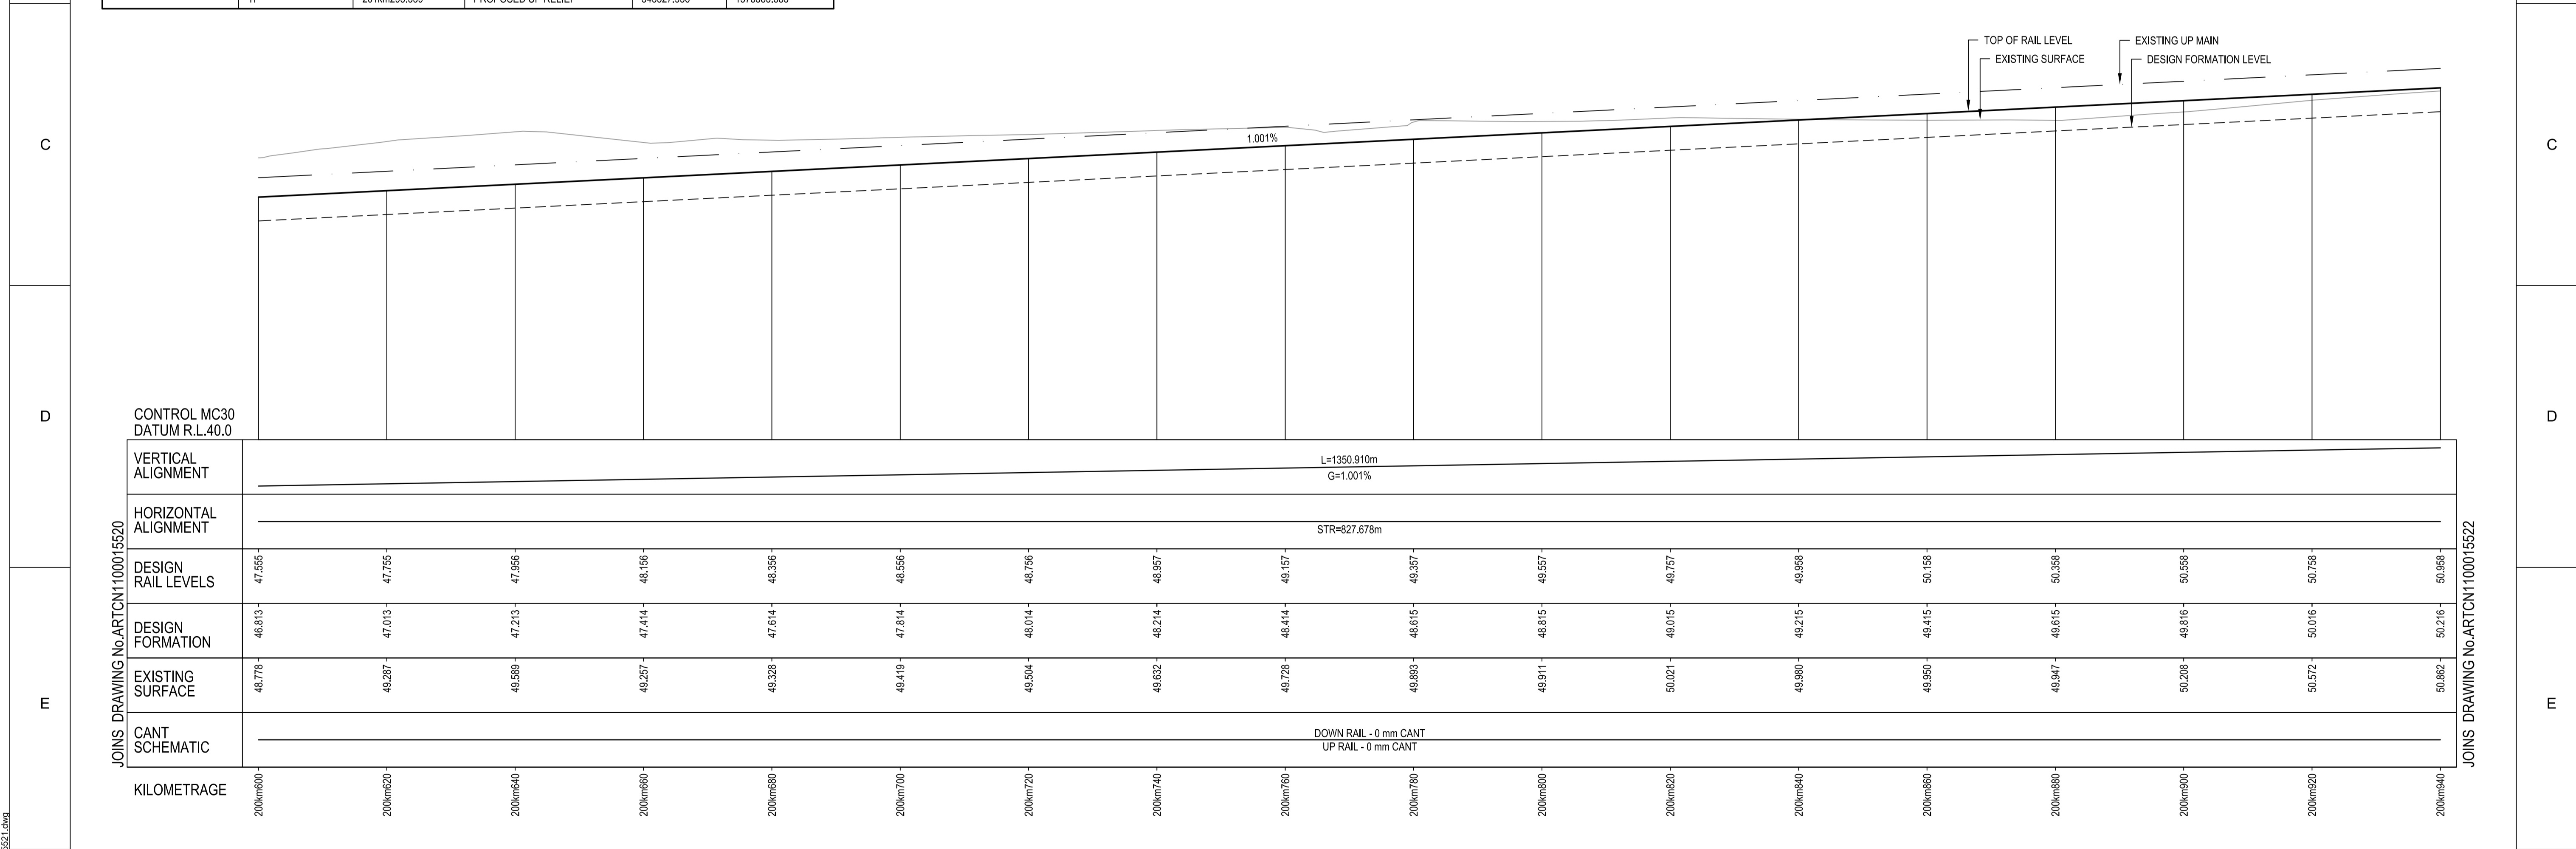 TOP OF RAIL LEVEL
EXISTING UP MAIN
EXISTING SURFACE
DESIGN FORMATION LEVEL
C
C
1.001%
D
D
CONTROL MC30
DATUM R.L.40.0
VERTICAL
ALIGNMENT
L=1350.910m
G=1.001%
HORIZONTAL
ALIGNMENT
STR=827.678m
DESIGN
RAIL LEVELS
47.555 47.755 47.956 48.156 48.356 48.556 48.756 48.957 49.157 49.357 49.557 49.757 49.958 50.158 50.358 50.558 50.758 50.958
DESIGN
FORMATION
46.813 47.013 47.213 47.414 47.614 47.814 48.014 48.214 48.414 48.615 48.815 49.015 49.215 49.415 49.615 49.816 50.016 50.216
EXISTING
SURFACE
48.778 49.287 49.589 49.257 49.328 49.419 49.504 49.632 49.728 49.893 49.911 50.021 49.980 49.950 49.947 50.208 50.572 50.862
E
E
CANT
SCHEMATIC
DOWN RAIL - 0 mm CANT
UP RAIL - 0 mm CANT
KILOMETRAGE
200km600 200km620 200km640 200km660 200km680 200km700 200km720 200km740 200km760 200km780 200km800 200km820 200km840 200km860 200km880 200km900 200km920 200km940
JOINS DRAWING No.ARTCN1100015520
JOINS DRAWING No.ARTCN1100015522
5521.dwg